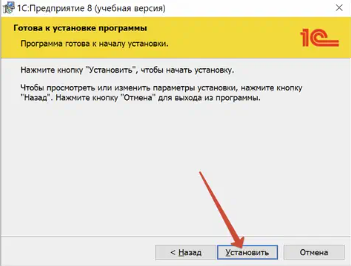 1С:Предприятие 8 (учебная версия)
Готова к установке программы
Программа готова к началу установки.
1С
Нажмите кнопку "Установить", чтобы начать установку.
Чтобы просмотреть или изменить параметры установки, нажмите кнопку
"Назад". Нажмите кнопку "Отмена" для выхода из программы.
< Назад Установить Отмена